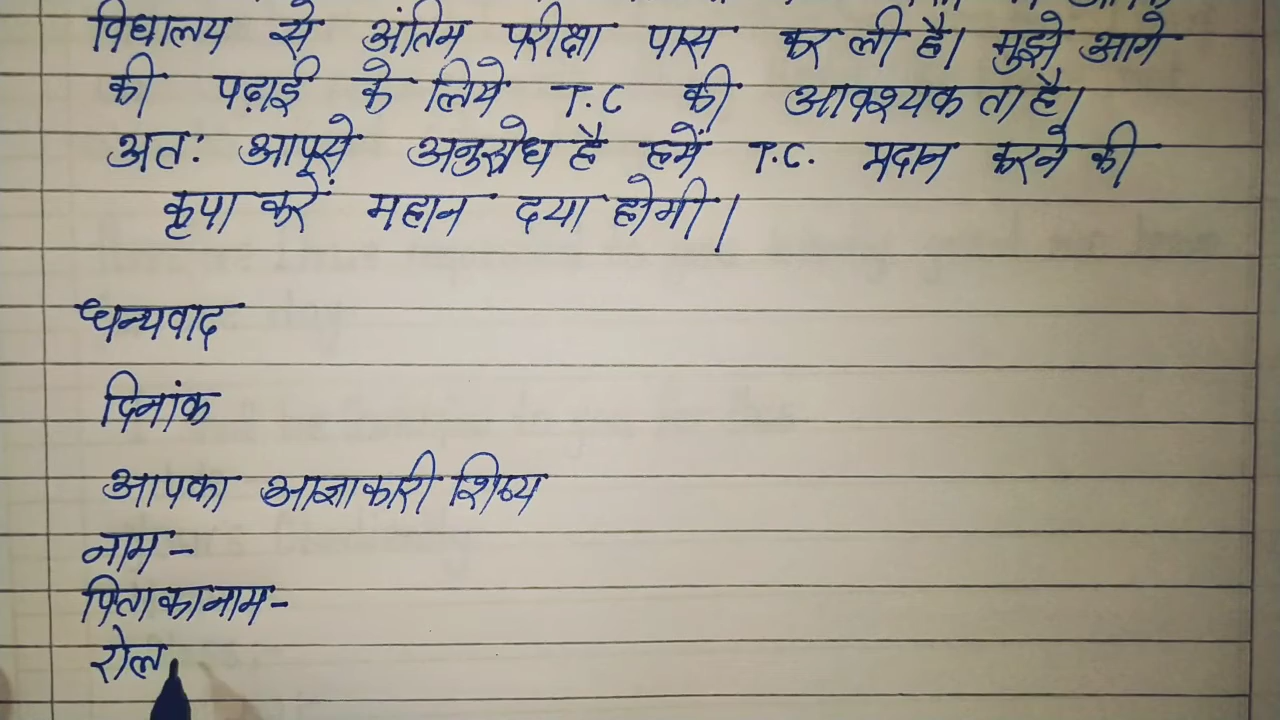 विद्यालय से अंतिम परीक्षा पास कर ली है। मुझे आगे
की पढ़ाई के लिये T.C की आवश्यकता है।
अतः आपसे अनुरोध है हमें T.C. प्रदान करने की
कृपा करें महान दया होगी।
धन्यवाद
दिनांक
आपका आज्ञाकारी शिष्य
नाम -
पिता का नाम -
रोल